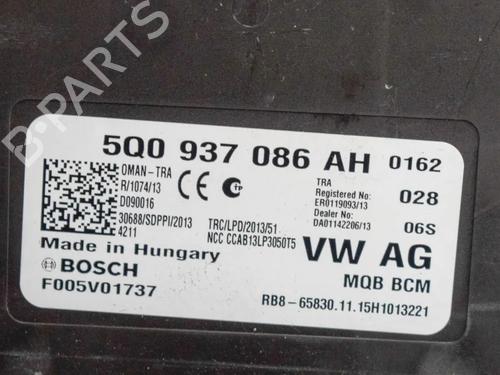 5Q0 937 086 AH 0162
OMAN-TRA
R/1074/13
D090016
30688/SDPPI/2013
4211
TRC/LPD/2013/51
NCC CCAB13LP3050T5
TRA
Registered No:
ER0119093/13
Dealer No:
DA01142206/13
028
06S
Made in Hungary
VW AG
BOSCH
MQB BCM
F005V01737
RB8-65830.11.15H1013221